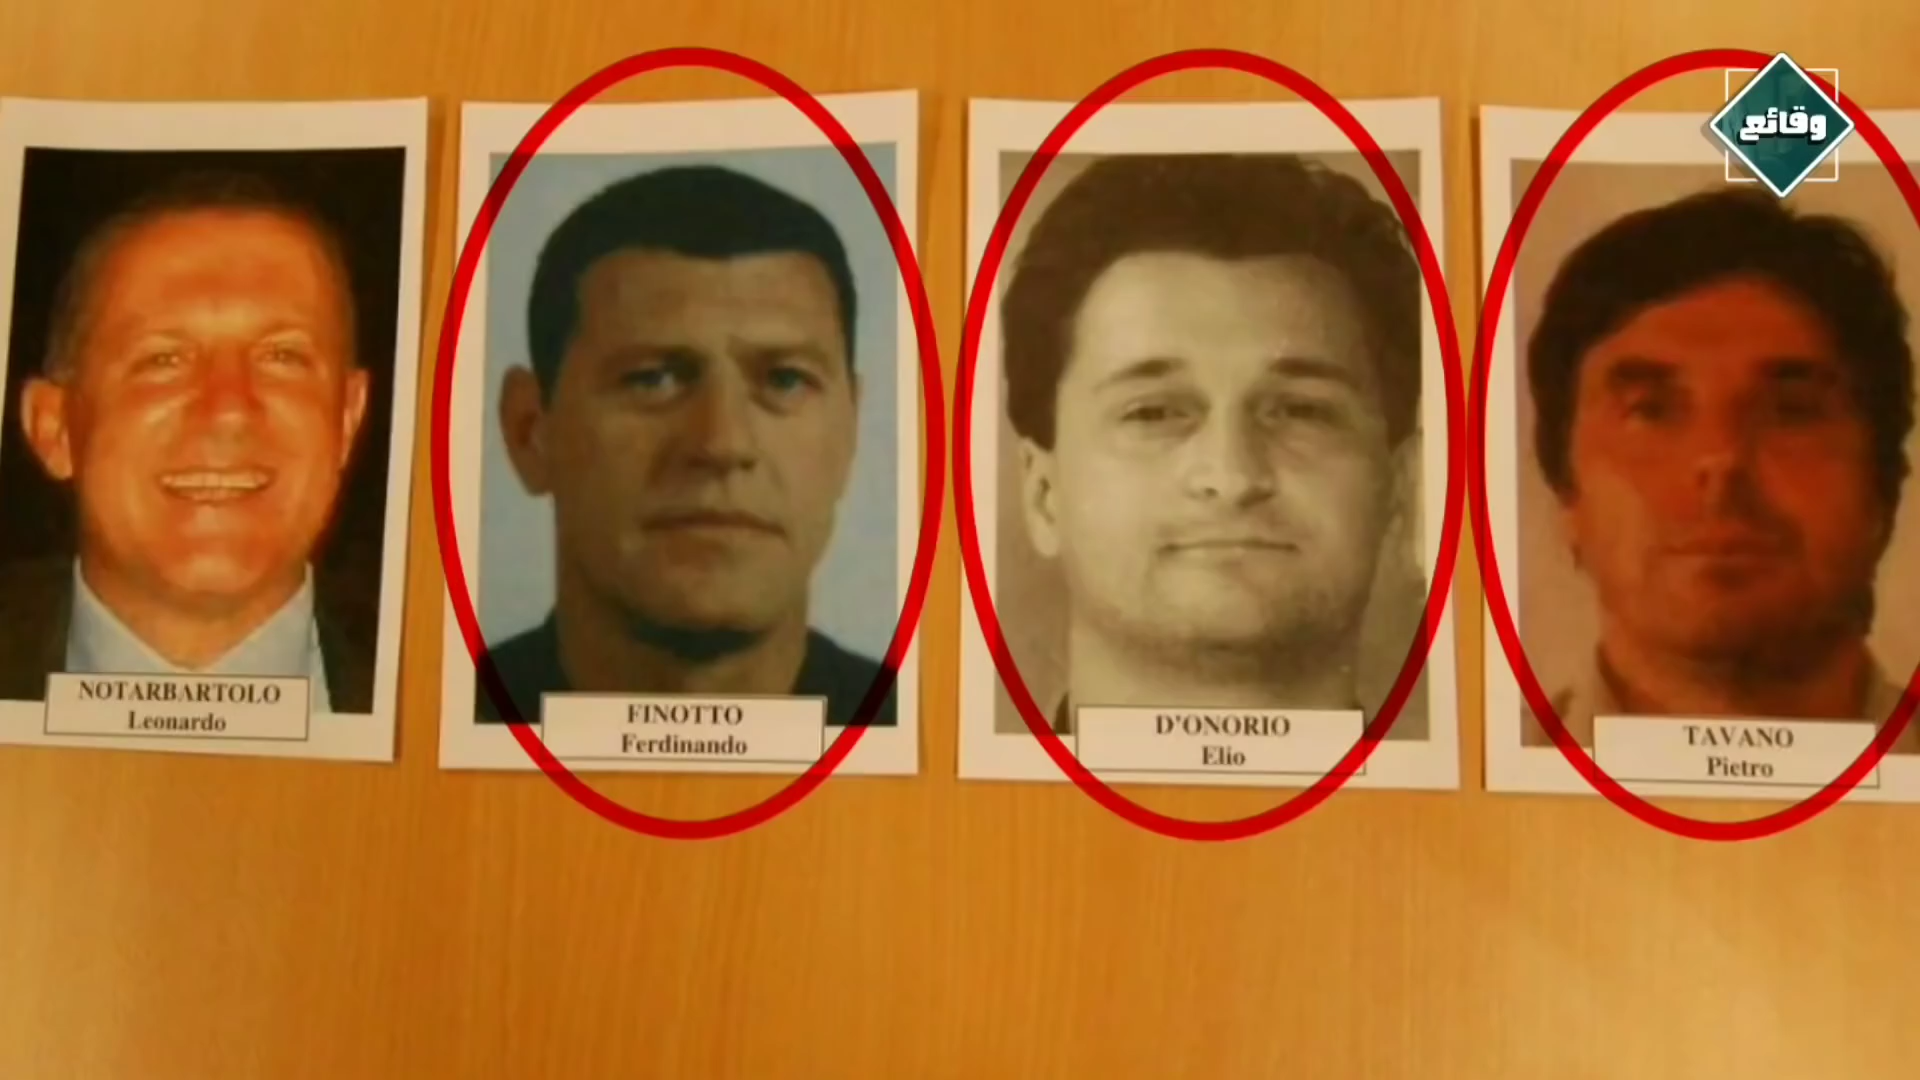 وقائع
NOTARBARTOLO
Leonardo
FINOTTO
Ferdinando
D'ONORIO
Elio
TAVANO
Pietro